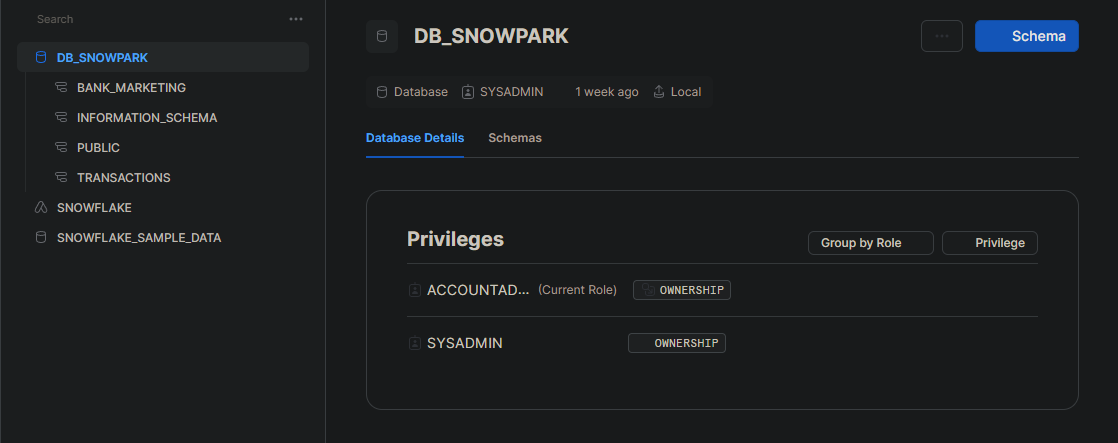 Search
DB_SNOWPARK
BANK_MARKETING
INFORMATION_SCHEMA
PUBLIC
TRANSACTIONS
SNOWFLAKE
SNOWFLAKE_SAMPLE_DATA
DB_SNOWPARK
Schema
Database SYSADMIN 1 week ago Local
Database Details Schemas
Privileges
Group by Role Privilege
ACCOUNTAD... (Current Role) OWNERSHIP
SYSADMIN OWNERSHIP